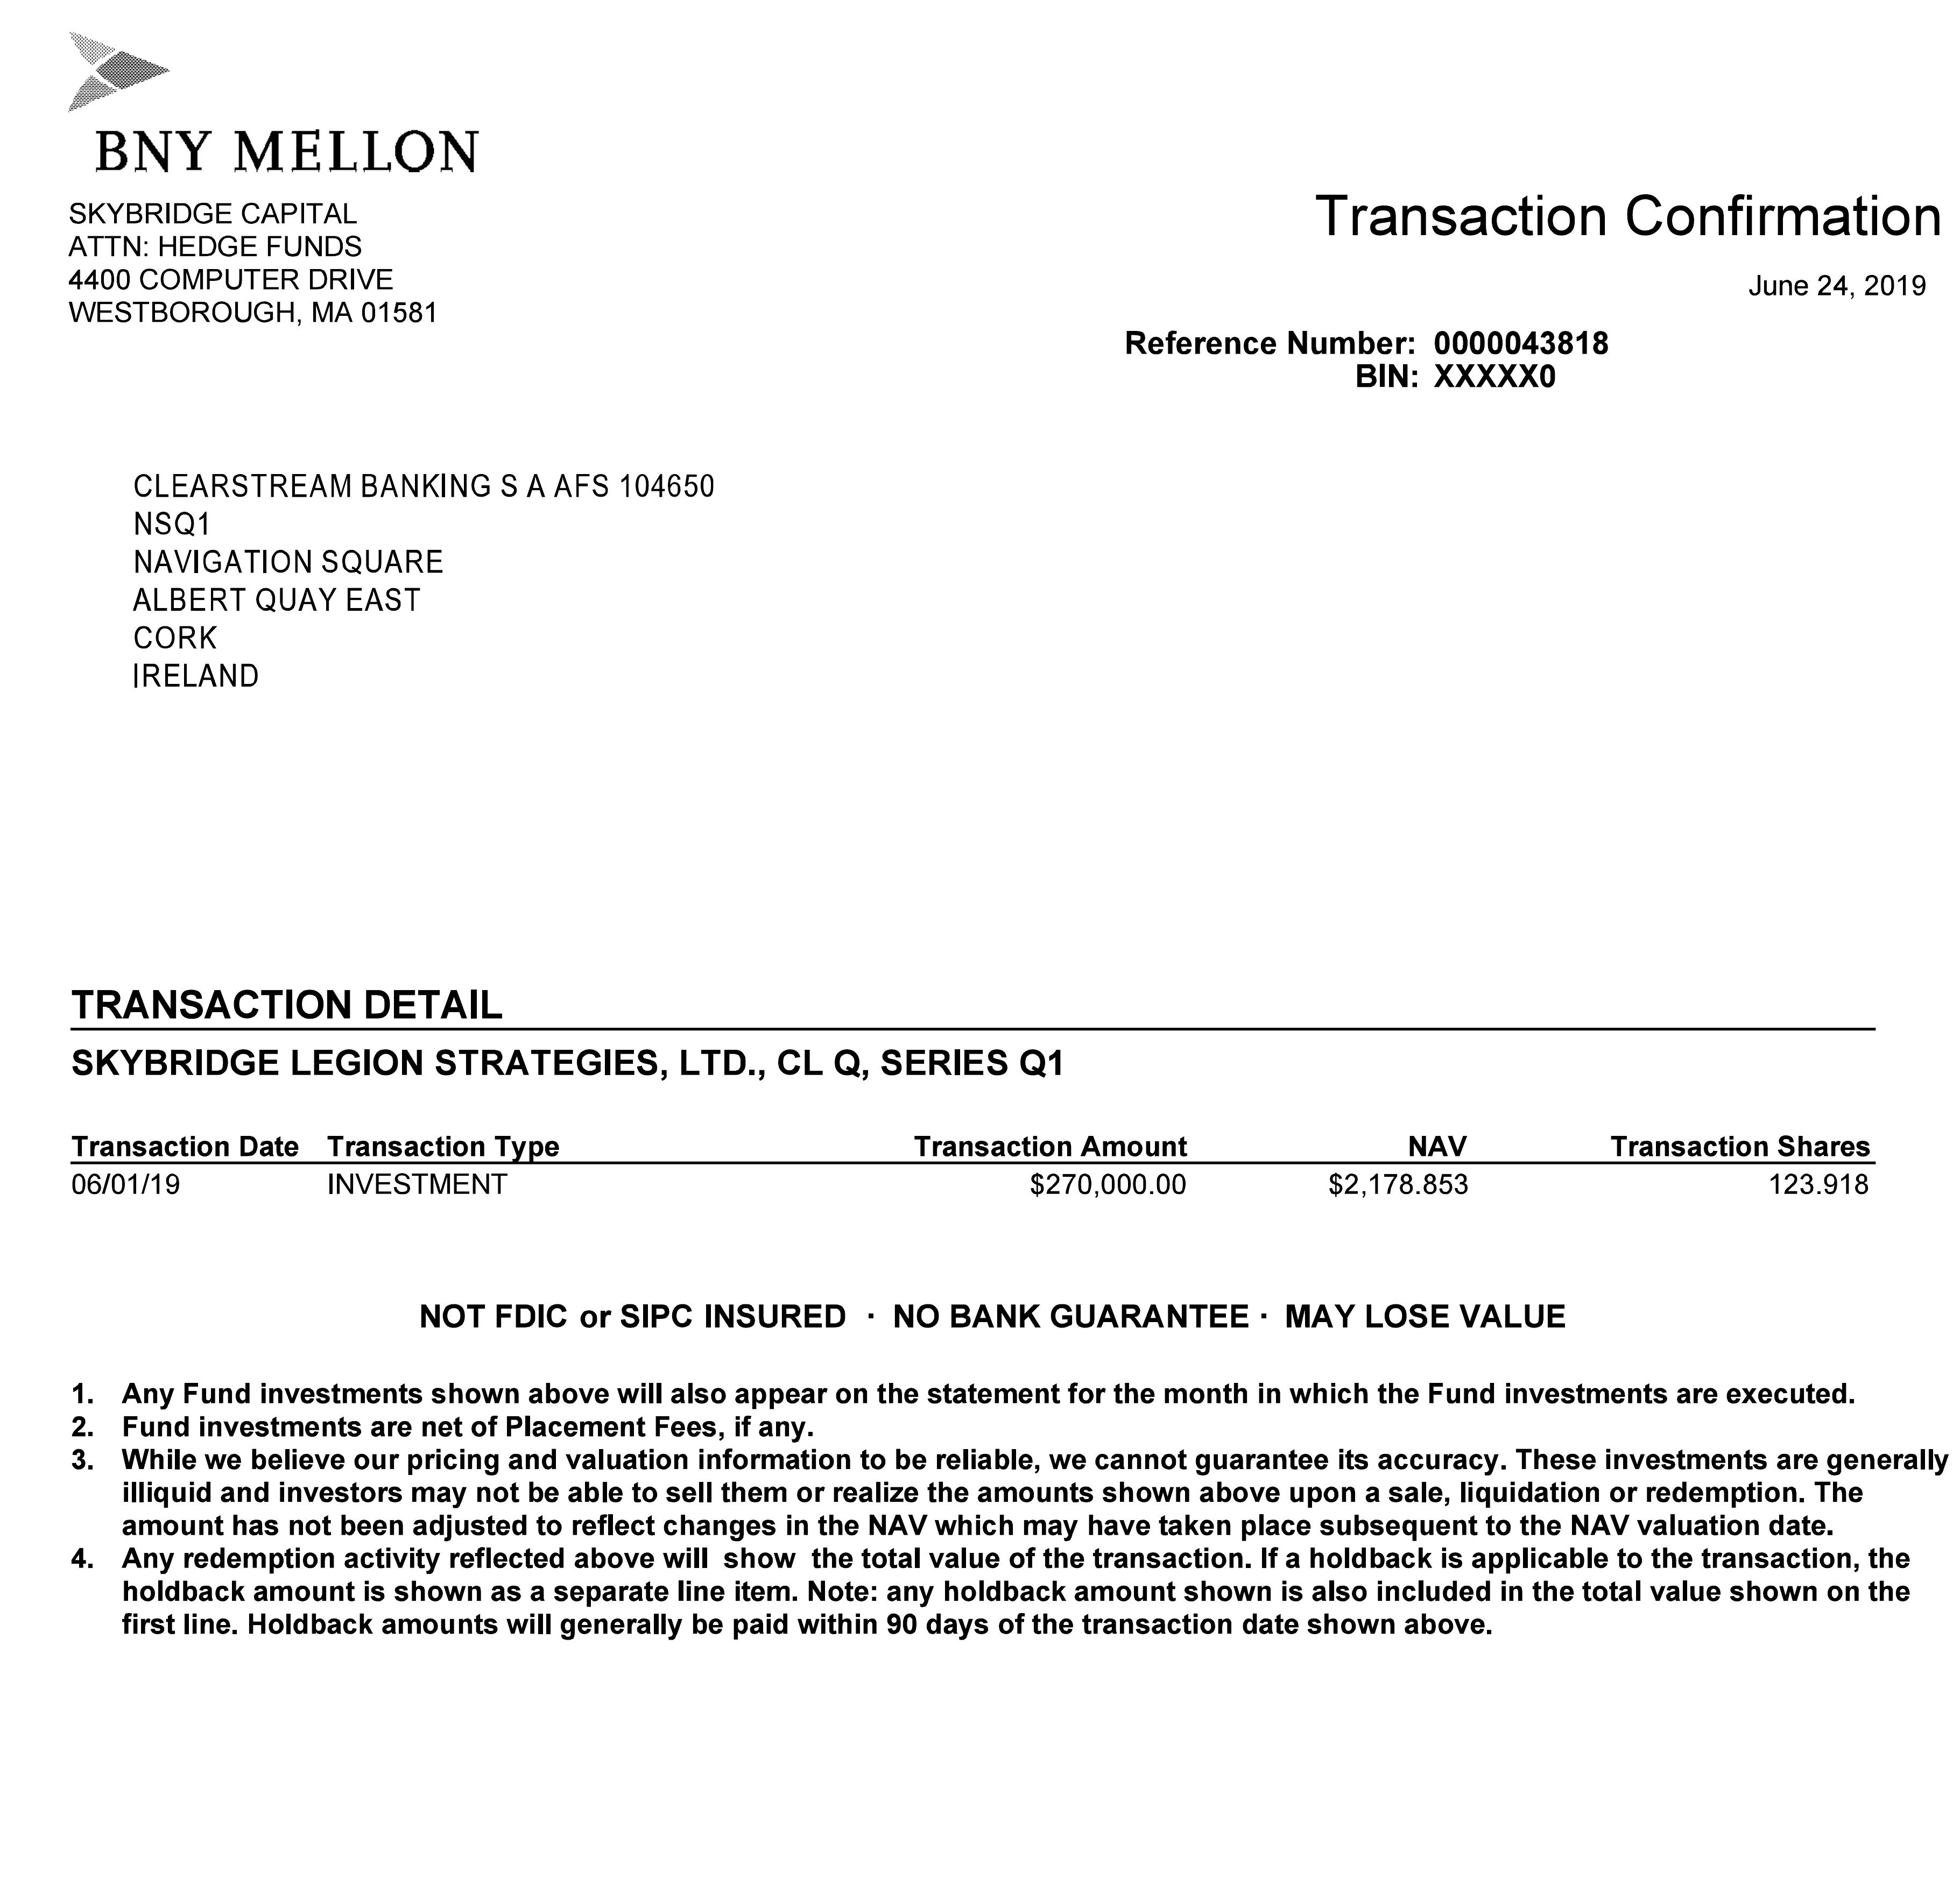 BNY MELLON
SKYBRIDGE CAPITAL
ATTN: HEDGE FUNDS
4400 COMPUTER DRIVE
WESTBOROUGH, MA 01581
Transaction Confirmation
June 24, 2019
Reference Number: 0000043818
BIN: XXXXX0
CLEARSTREAM BANKING S A AFS 104650
NSQ1
NAVIGATION SQUARE
ALBERT QUAY EAST
CORK
IRELAND
TRANSACTION DETAIL
SKYBRIDGE LEGION STRATEGIES, LTD., CL Q, SERIES Q1
Transaction Date Transaction Type Transaction Amount NAV Transaction Shares
06/01/19 INVESTMENT $270,000.00 $2,178.853 123.918
NOT FDIC or SIPC INSURED · NO BANK GUARANTEE · MAY LOSE VALUE
1. Any Fund investments shown above will also appear on the statement for the month in which the Fund investments are executed.
2. Fund investments are net of Placement Fees, if any.
3. While we believe our pricing and valuation information to be reliable, we cannot guarantee its accuracy. These investments are generally
illiquid and investors may not be able to sell them or realize the amounts shown above upon a sale, liquidation or redemption. The
amount has not been adjusted to reflect changes in the NAV which may have taken place subsequent to the NAV valuation date.
4. Any redemption activity reflected above will show the total value of the transaction. If a holdback is applicable to the transaction, the
holdback amount is shown as a separate line item. Note: any holdback amount shown is also included in the total value shown on the
first line. Holdback amounts will generally be paid within 90 days of the transaction date shown above.